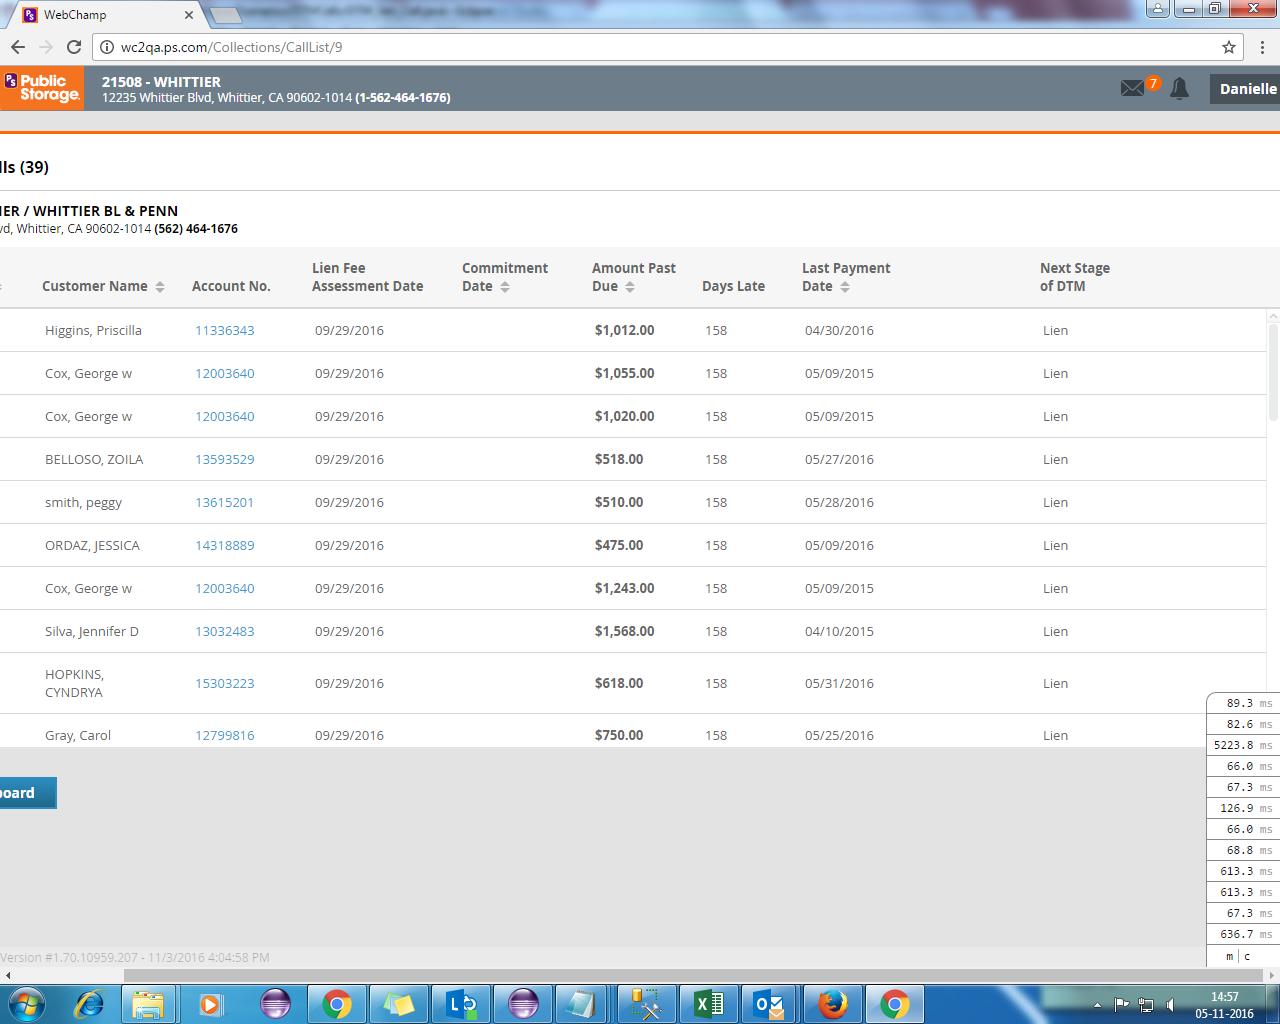 WebChamp
wc2qa.ps.com/Collections/CallList/9
PS Public Storage.
21508 - WHITTIER
12235 Whittier Blvd, Whittier, CA 90602-1014 (1-562-464-1676)
7
Danielle
lls (39)
IER / WHITTIER BL & PENN
vd, Whittier, CA 90602-1014 (562) 464-1676
Customer Name Account No. Lien Fee Assessment Date Commitment Date Amount Past Due Days Late Last Payment Date Next Stage of DTM
Higgins, Priscilla 11336343 09/29/2016 $1,012.00 158 04/30/2016 Lien
Cox, George w 12003640 09/29/2016 $1,055.00 158 05/09/2015 Lien
Cox, George w 12003640 09/29/2016 $1,020.00 158 05/09/2015 Lien
BELLOSO, ZOILA 13593529 09/29/2016 $518.00 158 05/27/2016 Lien
smith, peggy 13615201 09/29/2016 $510.00 158 05/28/2016 Lien
ORDAZ, JESSICA 14318889 09/29/2016 $475.00 158 05/09/2016 Lien
Cox, George w 12003640 09/29/2016 $1,243.00 158 05/09/2015 Lien
Silva, Jennifer D 13032483 09/29/2016 $1,568.00 158 04/10/2015 Lien
HOPKINS, CYNDRYA 15303223 09/29/2016 $618.00 158 05/31/2016 Lien
Gray, Carol 12799816 09/29/2016 $750.00 158 05/25/2016 Lien
89.3 ms
82.6 ms
5223.8 ms
66.0 ms
67.3 ms
126.9 ms
66.0 ms
68.8 ms
613.3 ms
613.3 ms
67.3 ms
636.7 ms
m | c
board
Version #1.70.10959.207 - 11/3/2016 4:04:58 PM
14:57
05-11-2016